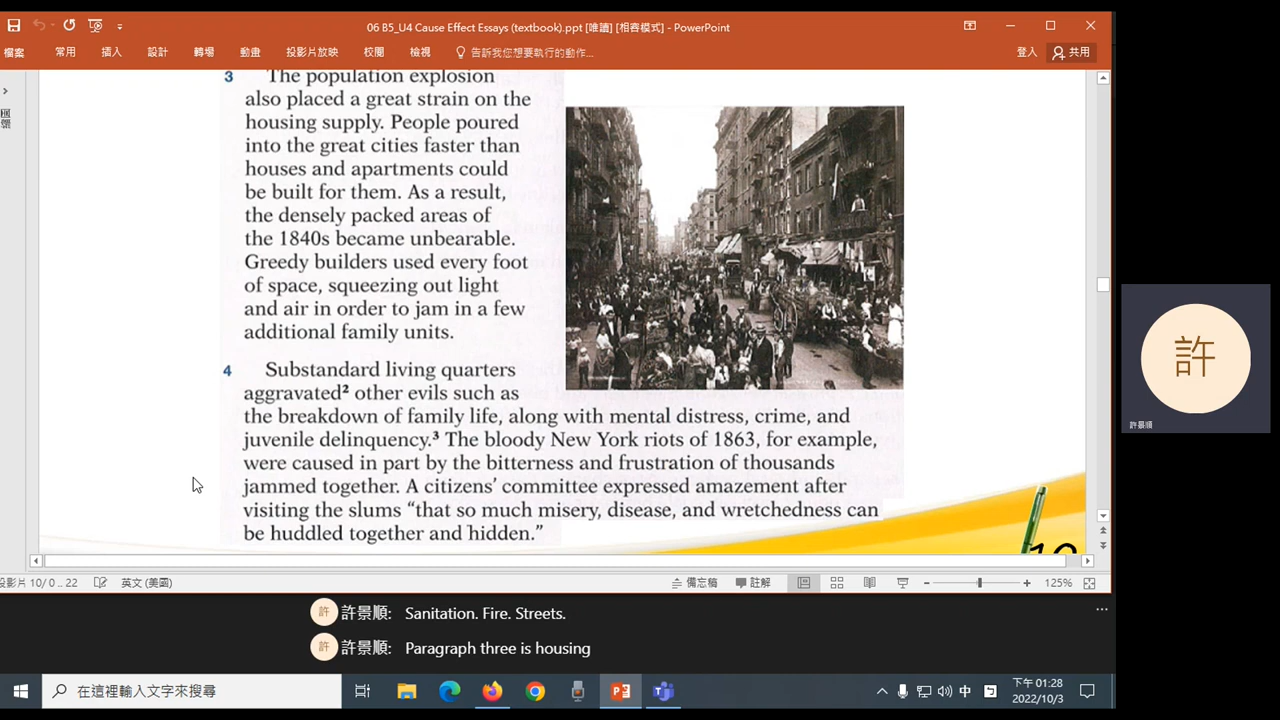 06 B5_U4 Cause Effect Essays (textbook).ppt [唯讀] [相容模式] - PowerPoint
檔案 常用 插入 設計 轉場 動畫 投影片放映 校閱 檢視 告訴我您想要執行的動作... 登入 共用
3 The population explosion
also placed a great strain on the
housing supply. People poured
into the great cities faster than
houses and apartments could
be built for them. As a result,
the densely packed areas of
the 1840s became unbearable.
Greedy builders used every foot
of space, squeezing out light
and air in order to jam in a few
additional family units.
4 Substandard living quarters
aggravated² other evils such as
the breakdown of family life, along with mental distress, crime, and
juvenile delinquency.³ The bloody New York riots of 1863, for example,
were caused in part by the bitterness and frustration of thousands
jammed together. A citizens’ committee expressed amazement after
visiting the slums “that so much misery, disease, and wretchedness can
be huddled together and hidden.”
許
許景順
投影片 10/ 0 .. 22 英文 (美國) 備忘稿 註解 125%
許 許景順: Sanitation. Fire. Streets.
許 許景順: Paragraph three is housing
在這裡輸入文字來搜尋 中 ㄅ 下午 01:28
2022/10/3